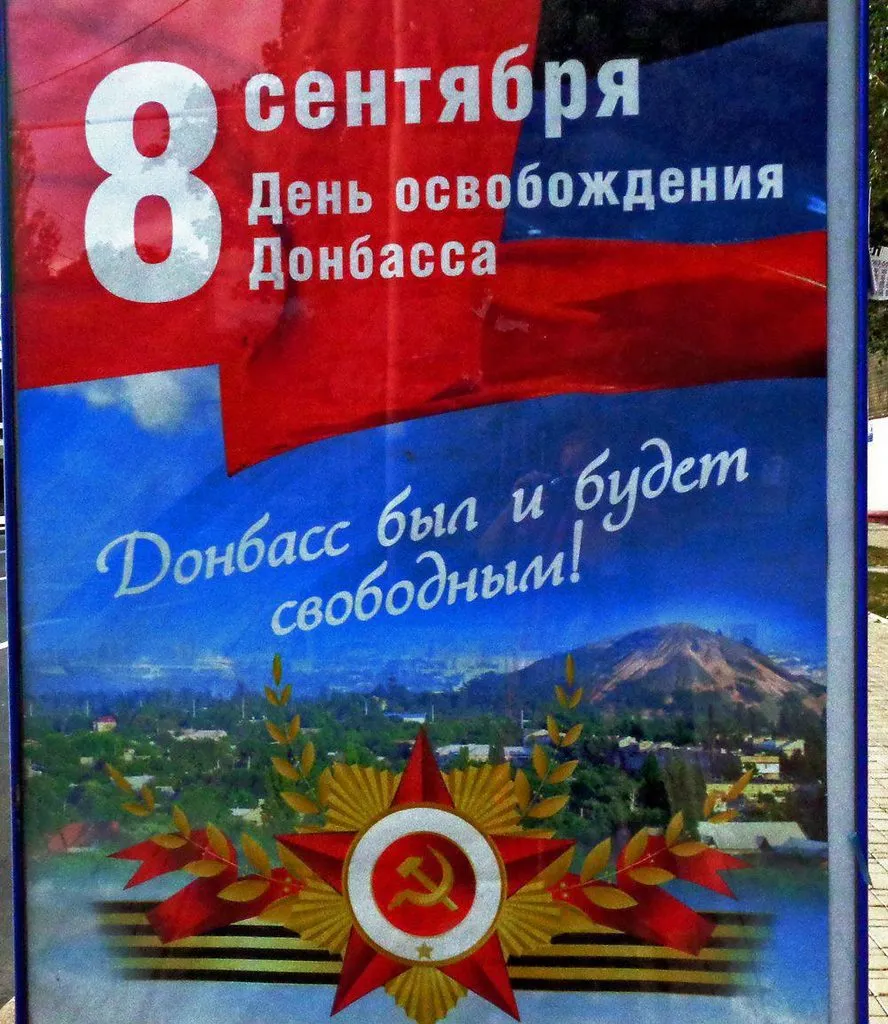 8 сентября
День освобождения
Донбасса
Донбасс был и будет
свободным!